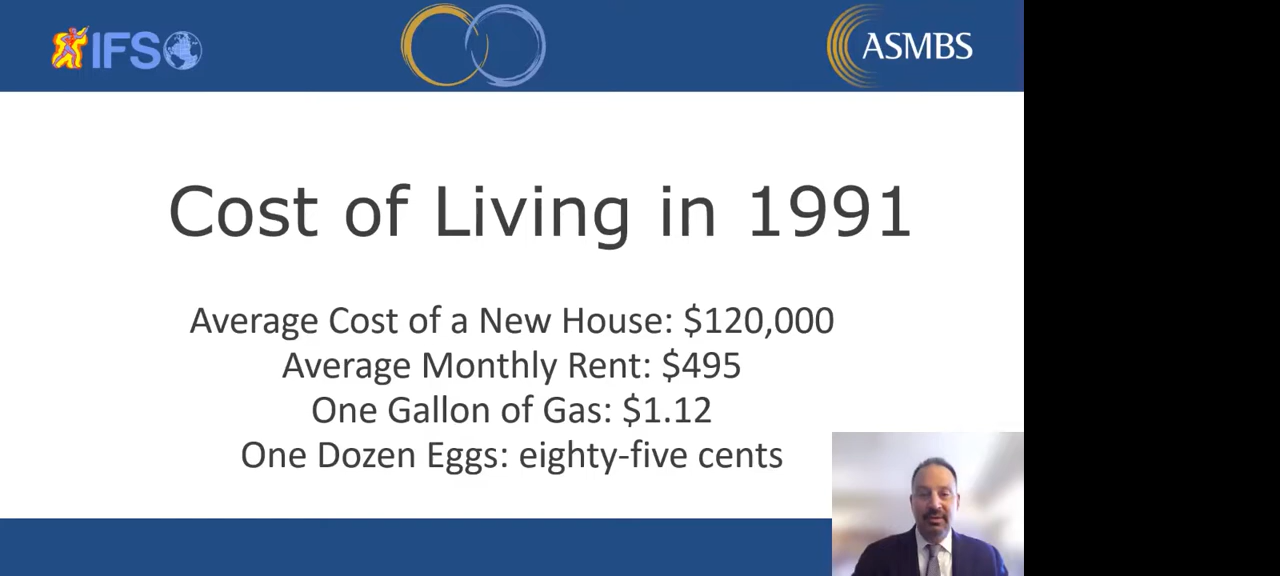 IFSO
ASMBS
Cost of Living in 1991
Average Cost of a New House: $120,000
Average Monthly Rent: $495
One Gallon of Gas: $1.12
One Dozen Eggs: eighty-five cents